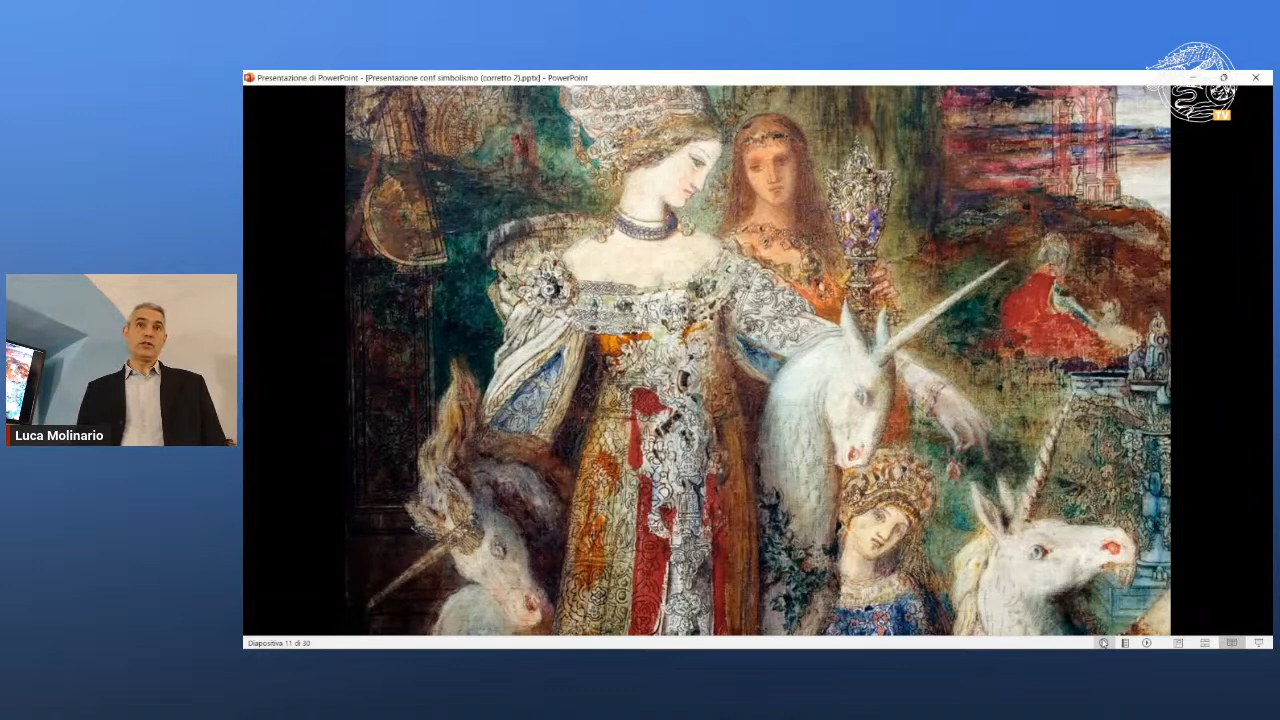 Presentazione di PowerPoint - [Presentazione conf simbolismo (corretto 2).pptx] - PowerPoint
TV
Luca Molinario
Diapositiva 11 di 30